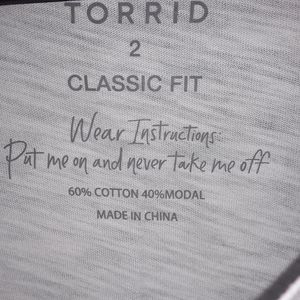 TORRID
2
CLASSIC FIT
Wear Instructions:
Put me on and never take me off
60% COTTON 40%MODAL
MADE IN CHINA